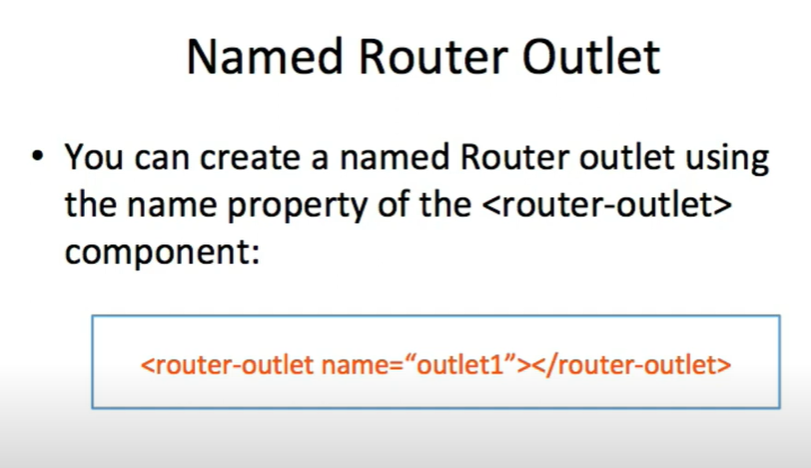 Named Router Outlet
• You can create a named Router outlet using
the name property of the <router-outlet>
component:
<router-outlet name=“outlet1”></router-outlet>